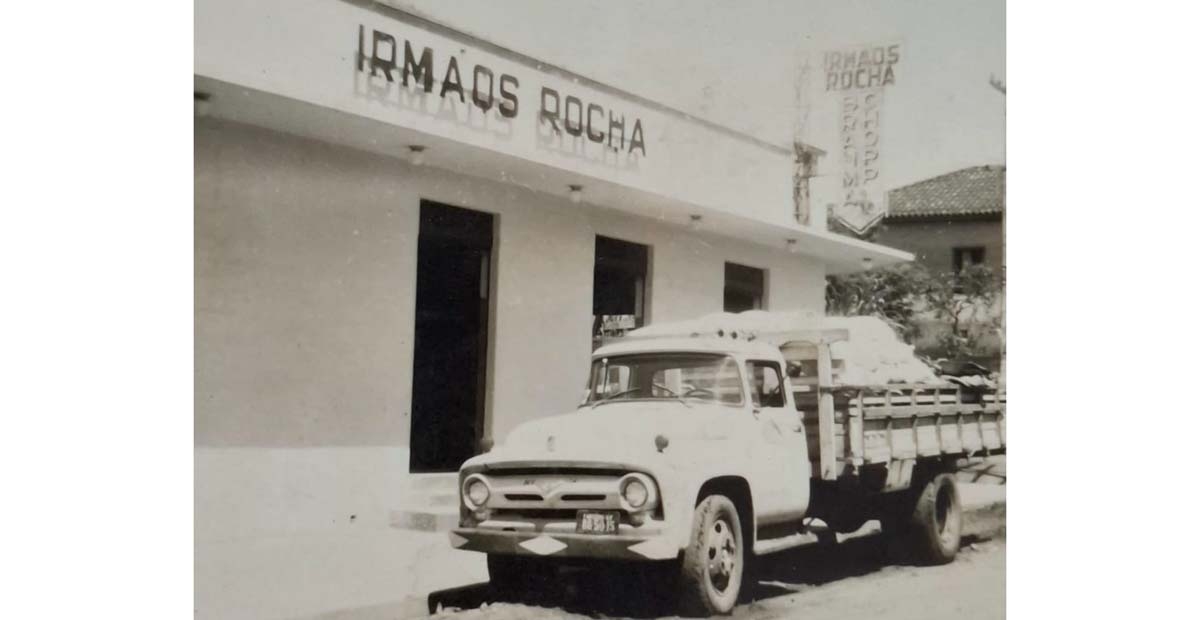 IRMÃOS ROCHA
IRMÃOS
ROCHA
BRAHMA
CHOPP